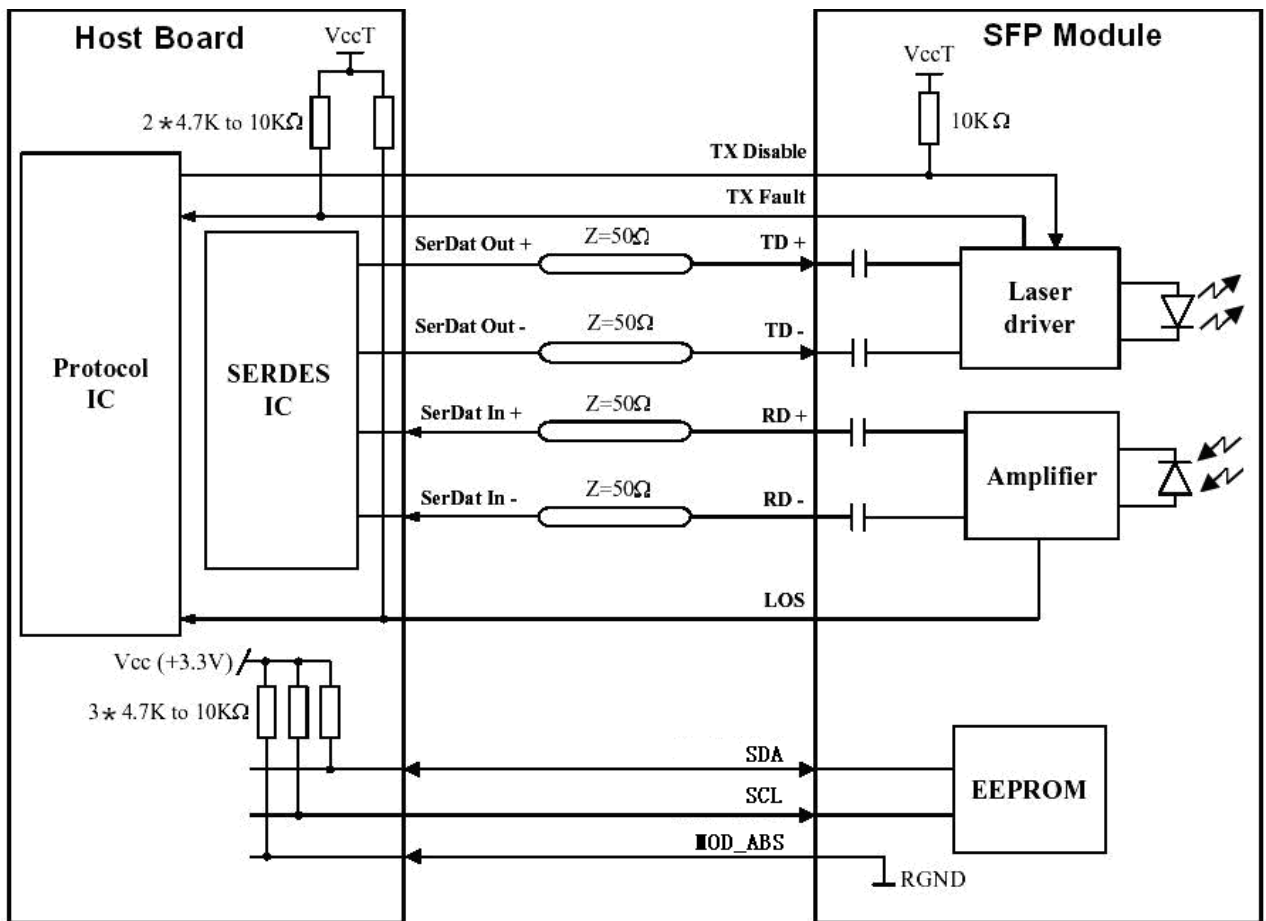 Host Board
VccT
SFP Module
VccT
2*4.7K to 10KΩ
10KΩ
TX Disable
TX Fault
SerDat Out +
Z=50Ω
TD +
SerDat Out -
Z=50Ω
TD -
Laser
driver
Protocol
IC
SERDES
IC
SerDat In +
Z=50Ω
RD +
SerDat In -
Z=50Ω
RD -
Amplifier
LOS
Vcc (+3.3V)
3* 4.7K to 10KΩ
SDA
SCL
MOD_ABS
EEPROM
RGND